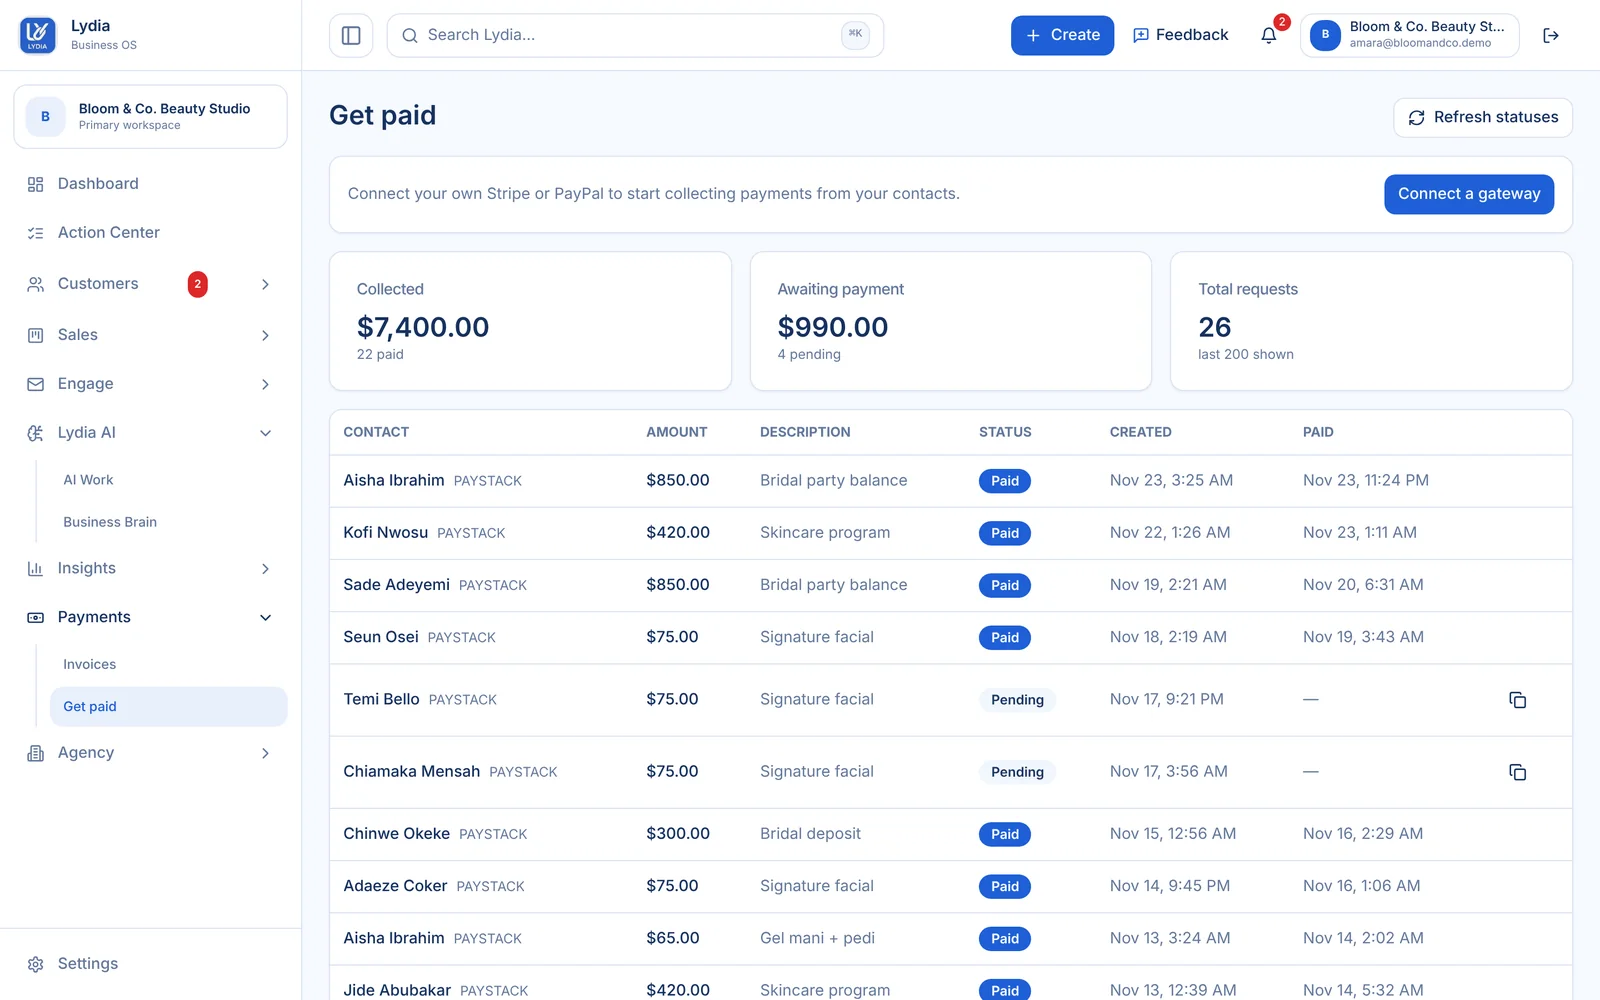 LYDIA
Lydia
Business OS
Search Lydia...
⌘K
+ Create
Feedback
2
B
Bloom & Co. Beauty St...
amara@bloomandco.demo
B
Bloom & Co. Beauty Studio
Primary workspace
Dashboard
Action Center
Customers 2
Sales
Engage
Lydia AI
AI Work
Business Brain
Insights
Payments
Invoices
Get paid
Agency
Settings
Get paid
Refresh statuses
Connect your own Stripe or PayPal to start collecting payments from your contacts.
Connect a gateway
Collected
$7,400.00
22 paid
Awaiting payment
$990.00
4 pending
Total requests
26
last 200 shown
CONTACT AMOUNT DESCRIPTION STATUS CREATED PAID
Aisha Ibrahim PAYSTACK $850.00 Bridal party balance Paid Nov 23, 3:25 AM Nov 23, 11:24 PM
Kofi Nwosu PAYSTACK $420.00 Skincare program Paid Nov 22, 1:26 AM Nov 23, 1:11 AM
Sade Adeyemi PAYSTACK $850.00 Bridal party balance Paid Nov 19, 2:21 AM Nov 20, 6:31 AM
Seun Osei PAYSTACK $75.00 Signature facial Paid Nov 18, 2:19 AM Nov 19, 3:43 AM
Temi Bello PAYSTACK $75.00 Signature facial Pending Nov 17, 9:21 PM —
Chiamaka Mensah PAYSTACK $75.00 Signature facial Pending Nov 17, 3:56 AM —
Chinwe Okeke PAYSTACK $300.00 Bridal deposit Paid Nov 15, 12:56 AM Nov 16, 2:29 AM
Adaeze Coker PAYSTACK $75.00 Signature facial Paid Nov 14, 9:45 PM Nov 16, 1:06 AM
Aisha Ibrahim PAYSTACK $65.00 Gel mani + pedi Paid Nov 13, 3:24 AM Nov 14, 2:02 AM
Jide Abubakar PAYSTACK $420.00 Skincare program Paid Nov 13, 12:39 AM Nov 14, 5:32 AM